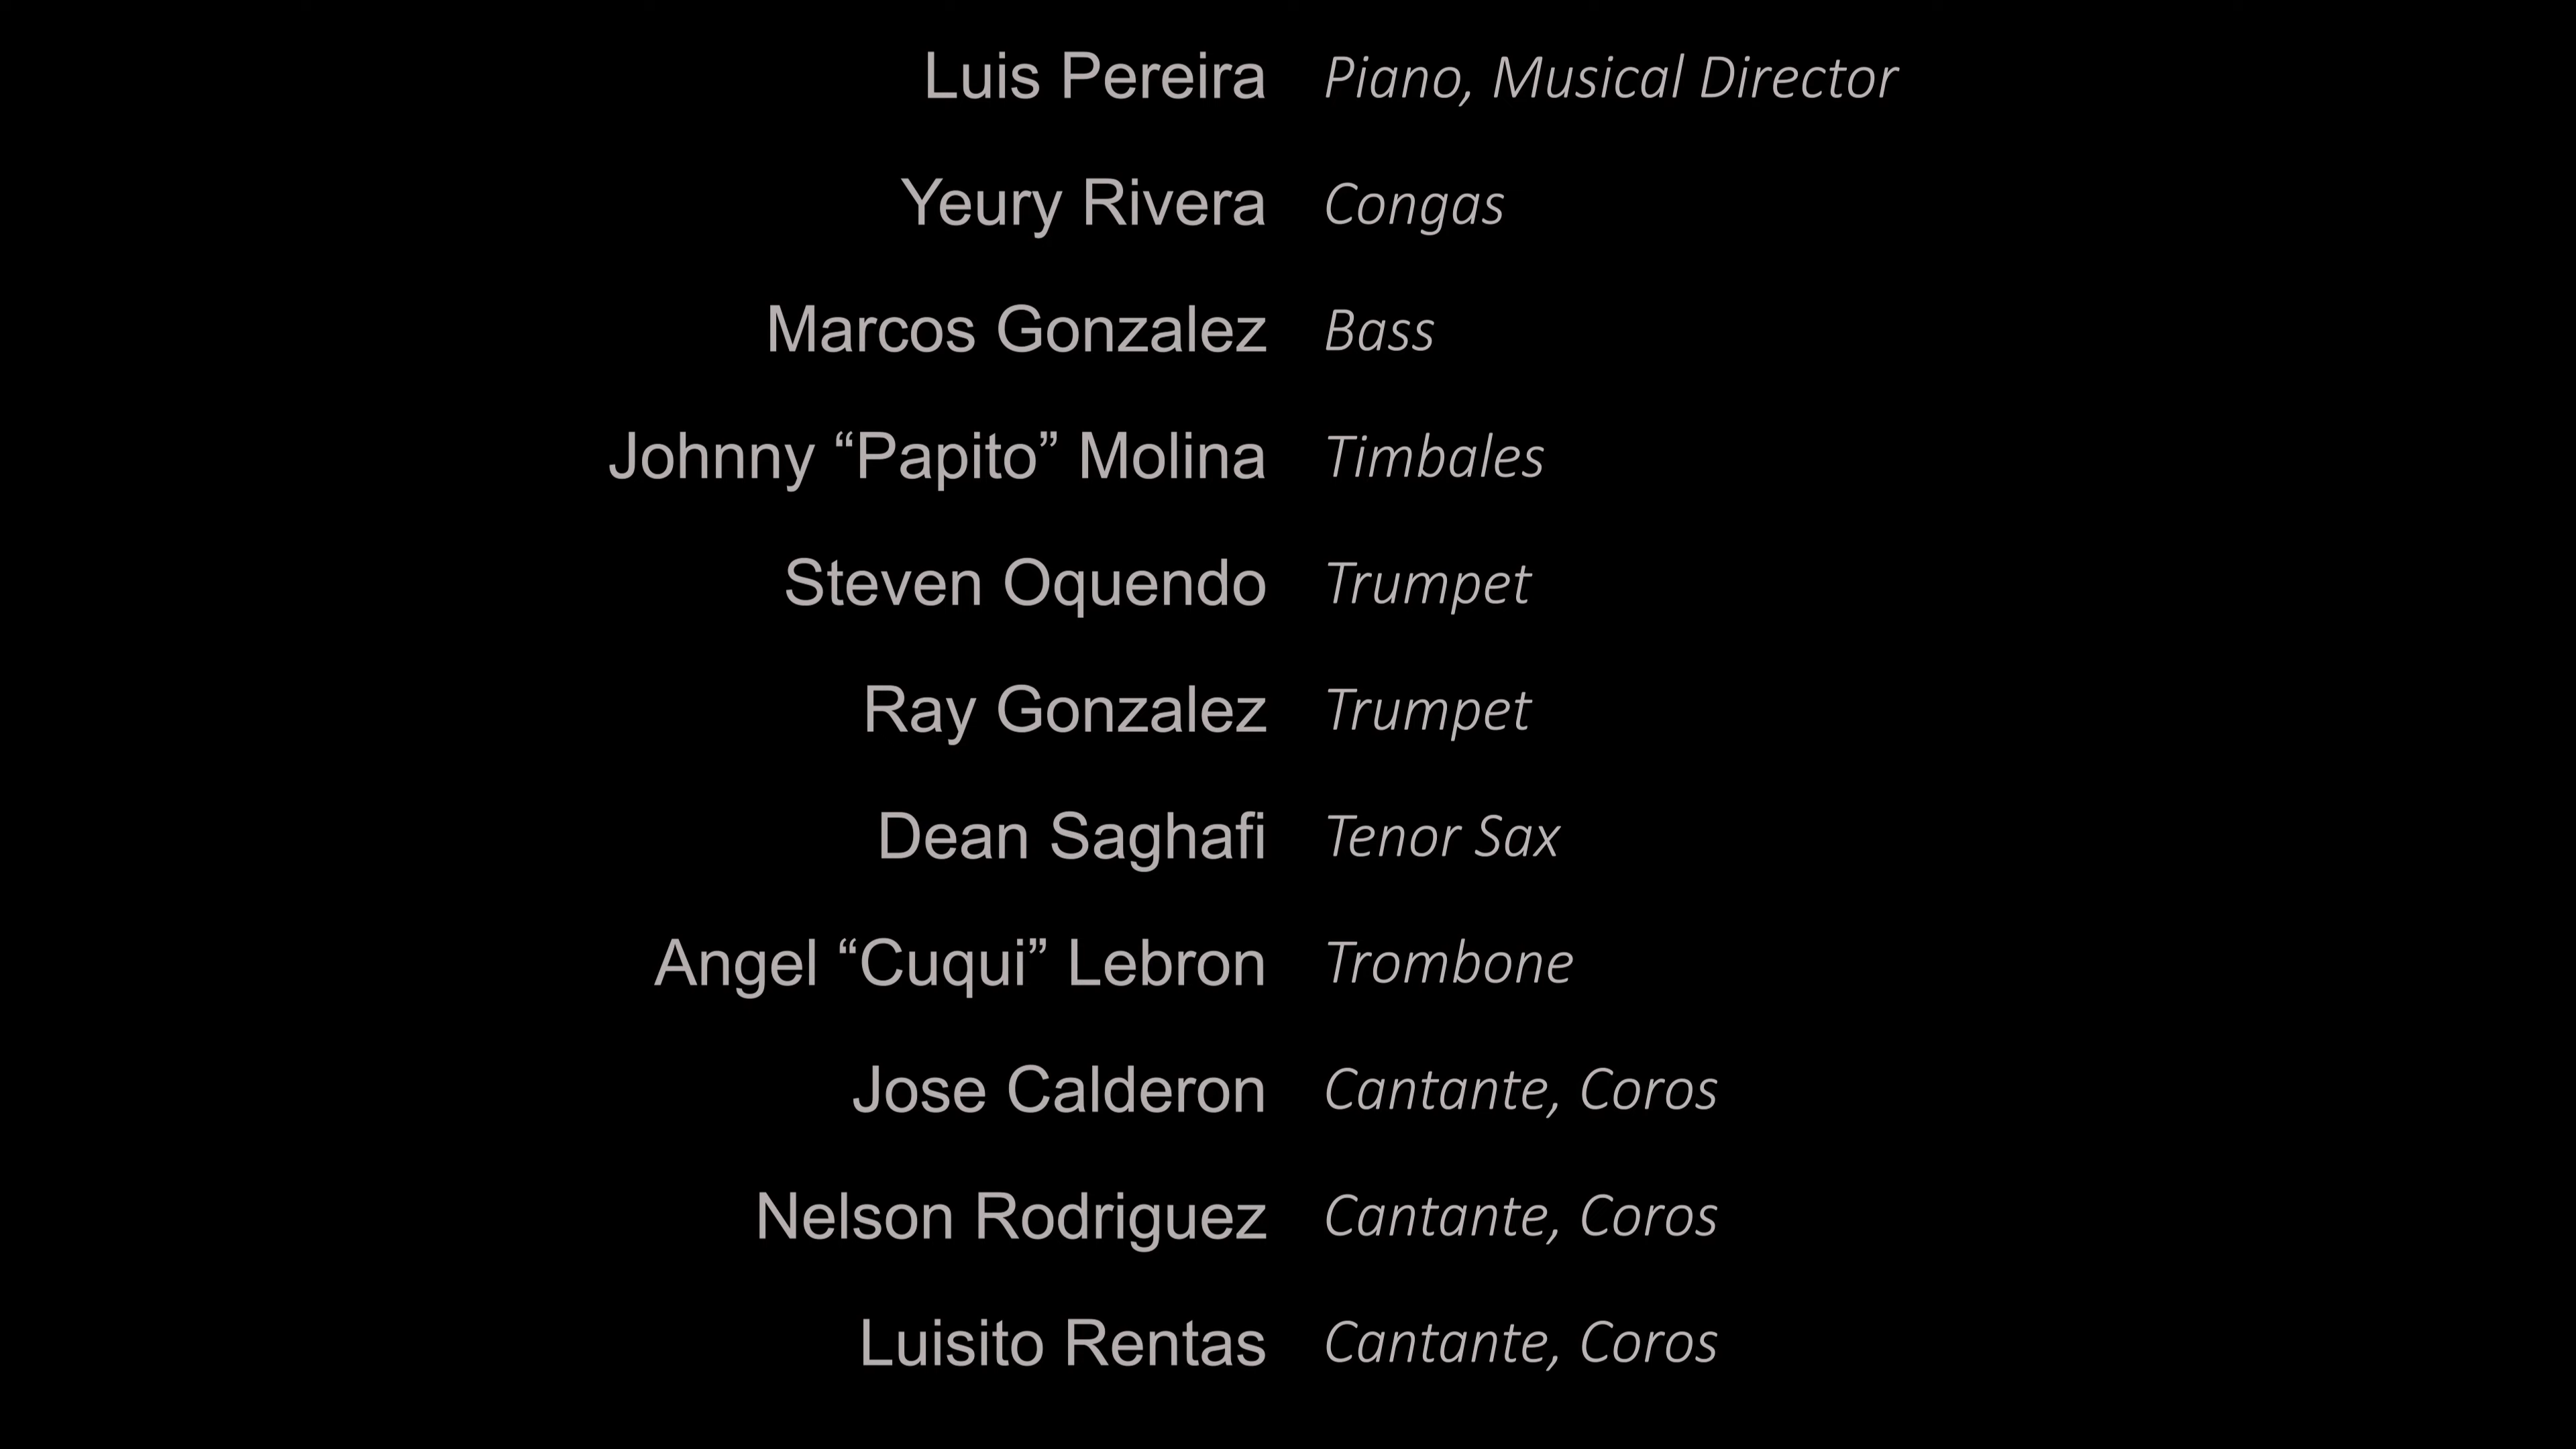 Luis Pereira Piano, Musical Director
Yeury Rivera Congas
Marcos Gonzalez Bass
Johnny “Papito” Molina Timbales
Steven Oquendo Trumpet
Ray Gonzalez Trumpet
Dean Saghafi Tenor Sax
Angel “Cuqui” Lebron Trombone
Jose Calderon Cantante, Coros
Nelson Rodriguez Cantante, Coros
Luisito Rentas Cantante, Coros